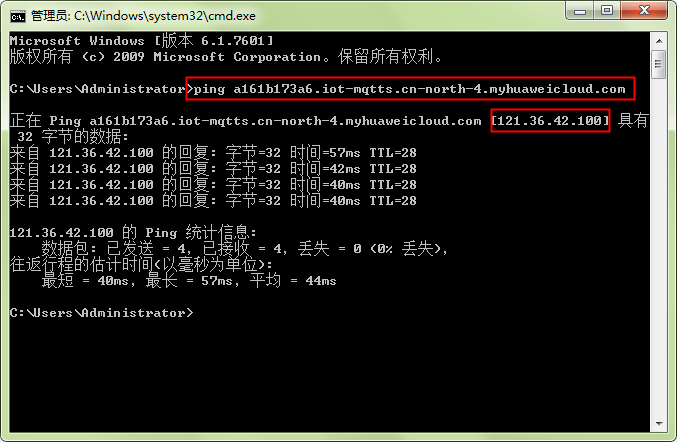 管理员: C:\Windows\system32\cmd.exe
Microsoft Windows [版本 6.1.7601]
版权所有 (c) 2009 Microsoft Corporation。保留所有权利。
C:\Users\Administrator>ping a161b173a6.iot-mqtts.cn-north-4.myhuaweicloud.com
正在 Ping a161b173a6.iot-mqtts.cn-north-4.myhuaweicloud.com [121.36.42.100] 具有
32 字节的数据:
来自 121.36.42.100 的回复: 字节=32 时间=57ms TTL=28
来自 121.36.42.100 的回复: 字节=32 时间=42ms TTL=28
来自 121.36.42.100 的回复: 字节=32 时间=40ms TTL=28
来自 121.36.42.100 的回复: 字节=32 时间=40ms TTL=28
121.36.42.100 的 Ping 统计信息:
数据包: 已发送 = 4, 已接收 = 4, 丢失 = 0 (0% 丢失),
往返行程的估计时间(以毫秒为单位):
最短 = 40ms, 最长 = 57ms, 平均 = 44ms
C:\Users\Administrator>